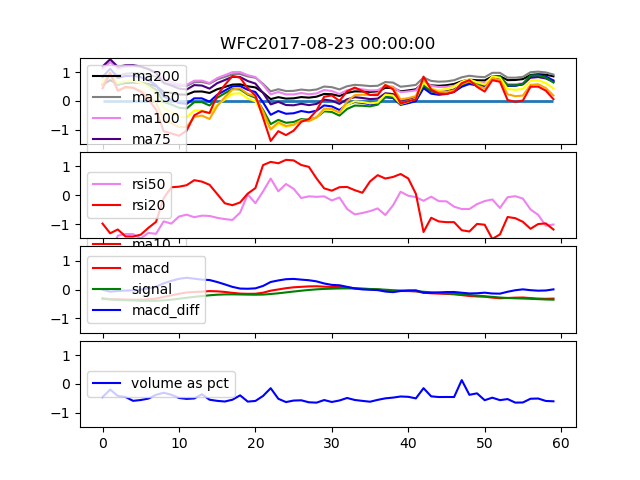 WFC2017-08-23 00:00:00
1
0
−1
ma200
ma150
ma100
ma75
1
0
−1
rsi50
rsi20
ma10
1
0
−1
macd
signal
macd_diff
1
0
−1
volume as pct
0 10 20 30 40 50 60